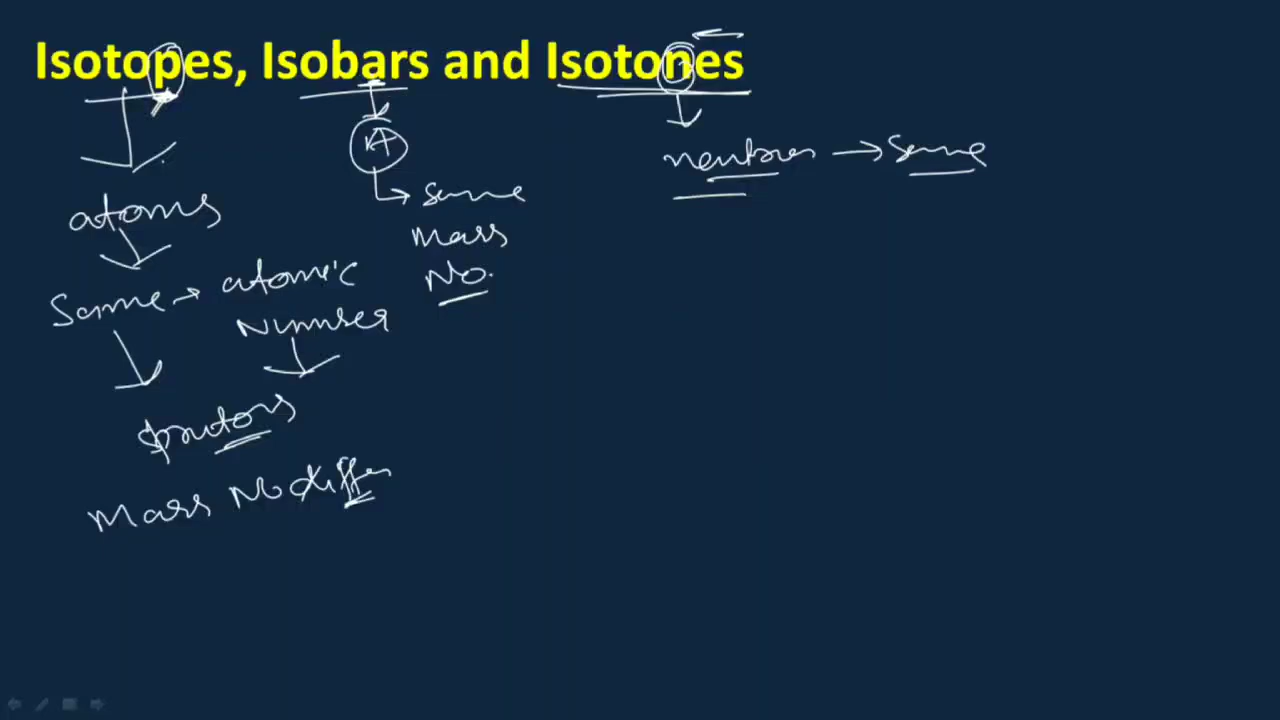 Isotopes, Isobars and Isotones
A
neutrons → same
same
Mass
No.
atoms
Same → atomic
Number
protons
Mass No differ